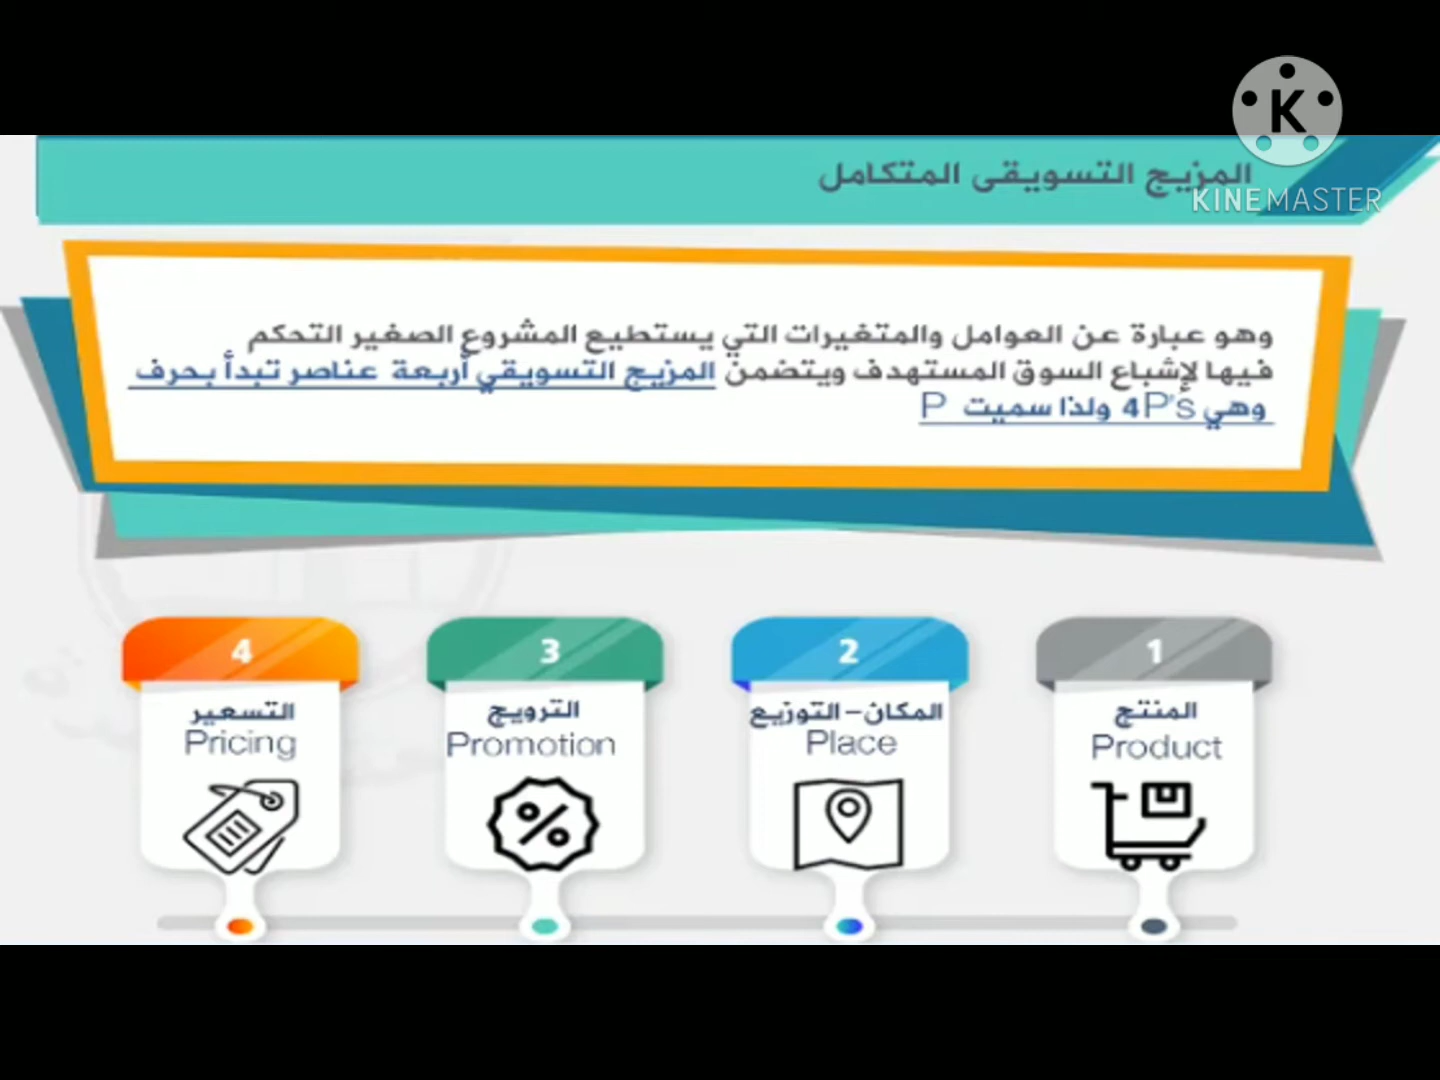 K
KINEMASTER
المزيج التسويقى المتكامل
وهو عبارة عن العوامل والمتغيرات التي يستطيع المشروع الصغير التحكم
فيها لإشباع السوق المستهدف ويتضمن المزيج التسويقي أربعة عناصر تبدأ بحرف
وهي 4P's ولذا سميت P
1
المنتج
Product
2
المكان-التوزيع
Place
3
الترويج
Promotion
%
4
التسعير
Pricing